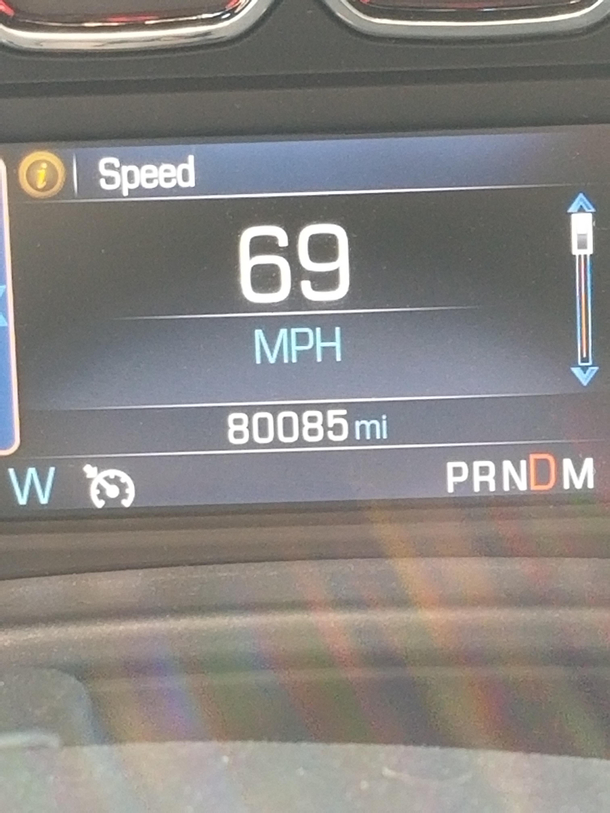 i Speed
69
MPH
80085 mi
W PRNDM